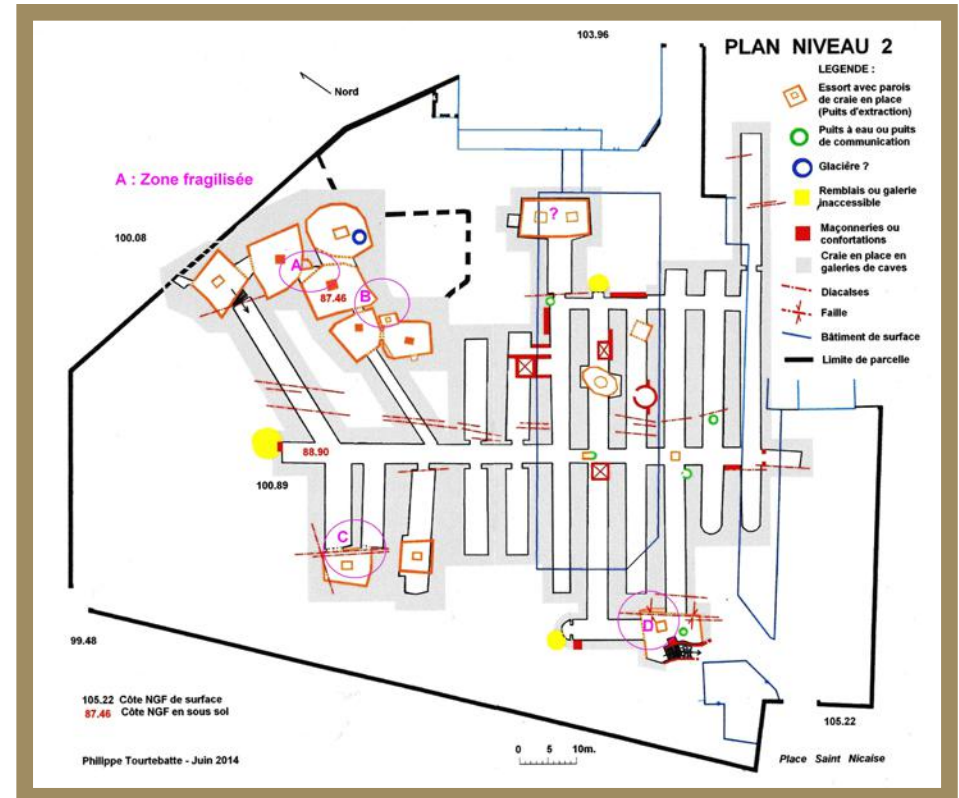 103.96
PLAN NIVEAU 2
LEGENDE :
Essort avec parois
de craie en place
(Puits d'extraction)
Puits à eau ou puits
de communication
Glacière ?
Remblais ou galerie
inaccessible
Maçonneries ou
confortations
Craie en place en
galeries de caves
Diacalses
Faille
Bâtiment de surface
Limite de parcelle
Nord
A : Zone fragilisée
100.08
?
A
87.46
B
88.90
100.89
C
D
99.48
105.22 Côte NGF de surface
87.46 Côte NGF en sous sol
105.22
0 5 10m.
Philippe Tourtebatte - Juin 2014
Place Saint Nicaise